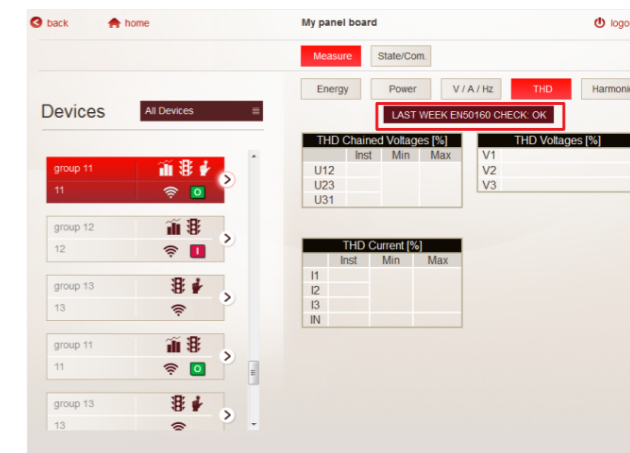 back home My panel board logo
Measure State/Com.
Energy Power V / A / Hz THD Harmonic
Devices All Devices
LAST WEEK EN50160 CHECK: OK
THD Chained Voltages [%]
Inst Min Max
U12
U23
U31
THD Voltages [%]
V1
V2
V3
THD Current [%]
Inst Min Max
I1
I2
I3
IN
group 11
11 O
group 12
12 I
group 13
13
group 11
11 O
group 13
13